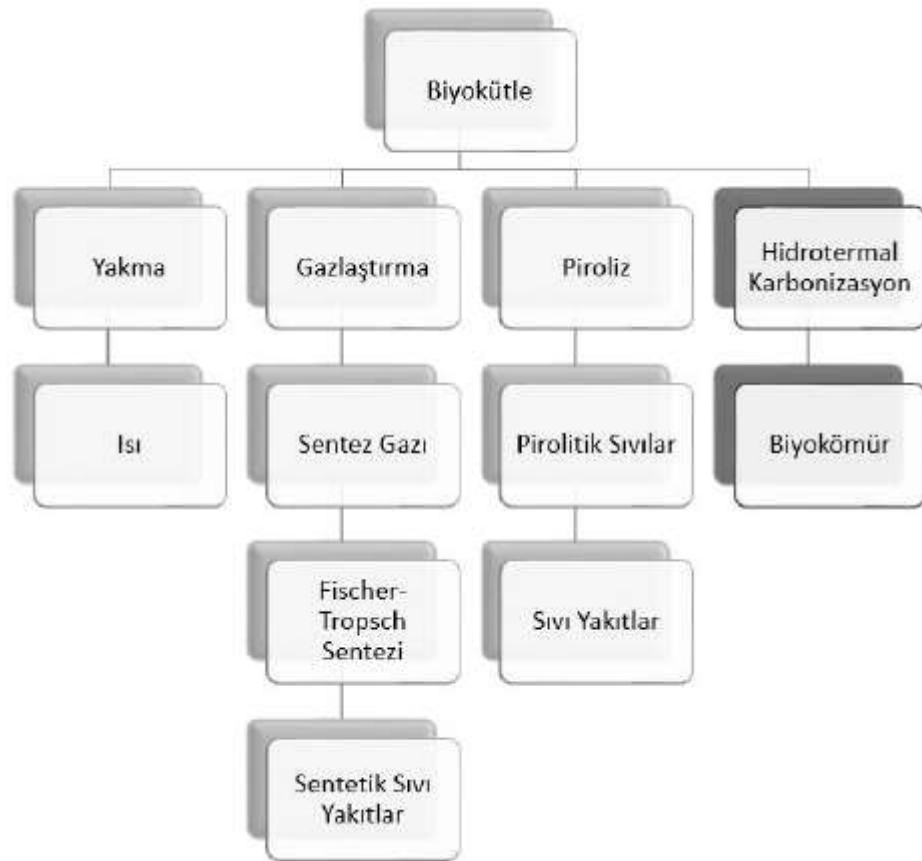 Biyokütle
Yakma
Gazlaştırma
Piroliz
Hidrotermal
Karbonizasyon
Isı
Sentez Gazı
Pirolitik Sıvılar
Biyokömür
Fischer-
Tropsch
Sentezi
Sıvı Yakıtlar
Sentetik Sıvı
Yakıtlar